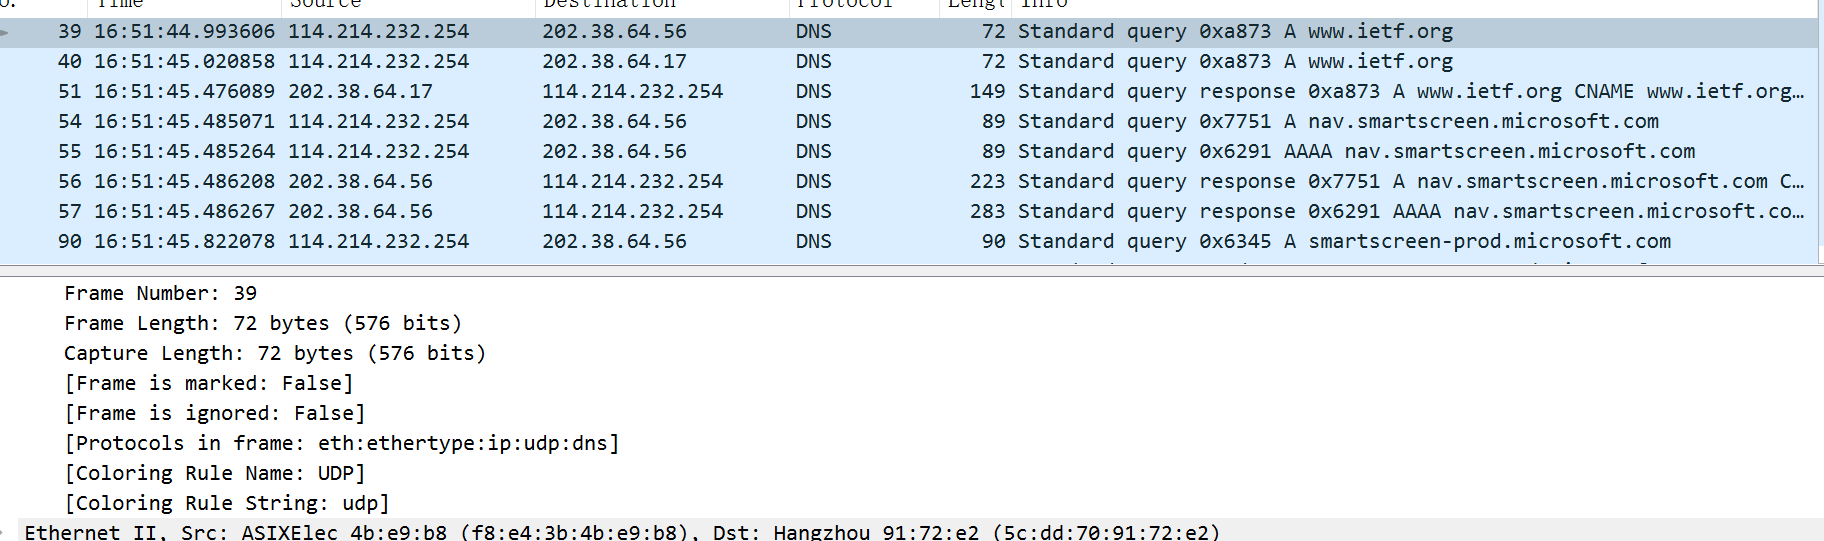 o. Time Source Destination Protocol Lengt Info
39 16:51:44.993606 114.214.232.254 202.38.64.56 DNS 72 Standard query 0xa873 A www.ietf.org
40 16:51:45.020858 114.214.232.254 202.38.64.17 DNS 72 Standard query 0xa873 A www.ietf.org
51 16:51:45.476089 202.38.64.17 114.214.232.254 DNS 149 Standard query response 0xa873 A www.ietf.org CNAME www.ietf.org…
54 16:51:45.485071 114.214.232.254 202.38.64.56 DNS 89 Standard query 0x7751 A nav.smartscreen.microsoft.com
55 16:51:45.485264 114.214.232.254 202.38.64.56 DNS 89 Standard query 0x6291 AAAA nav.smartscreen.microsoft.com
56 16:51:45.486208 202.38.64.56 114.214.232.254 DNS 223 Standard query response 0x7751 A nav.smartscreen.microsoft.com C…
57 16:51:45.486267 202.38.64.56 114.214.232.254 DNS 283 Standard query response 0x6291 AAAA nav.smartscreen.microsoft.co…
90 16:51:45.822078 114.214.232.254 202.38.64.56 DNS 90 Standard query 0x6345 A smartscreen-prod.microsoft.com
Frame Number: 39
Frame Length: 72 bytes (576 bits)
Capture Length: 72 bytes (576 bits)
[Frame is marked: False]
[Frame is ignored: False]
[Protocols in frame: eth:ethertype:ip:udp:dns]
[Coloring Rule Name: UDP]
[Coloring Rule String: udp]
Ethernet II, Src: ASIXElec_4b:e9:b8 (f8:e4:3b:4b:e9:b8), Dst: Hangzhou_91:72:e2 (5c:dd:70:91:72:e2)